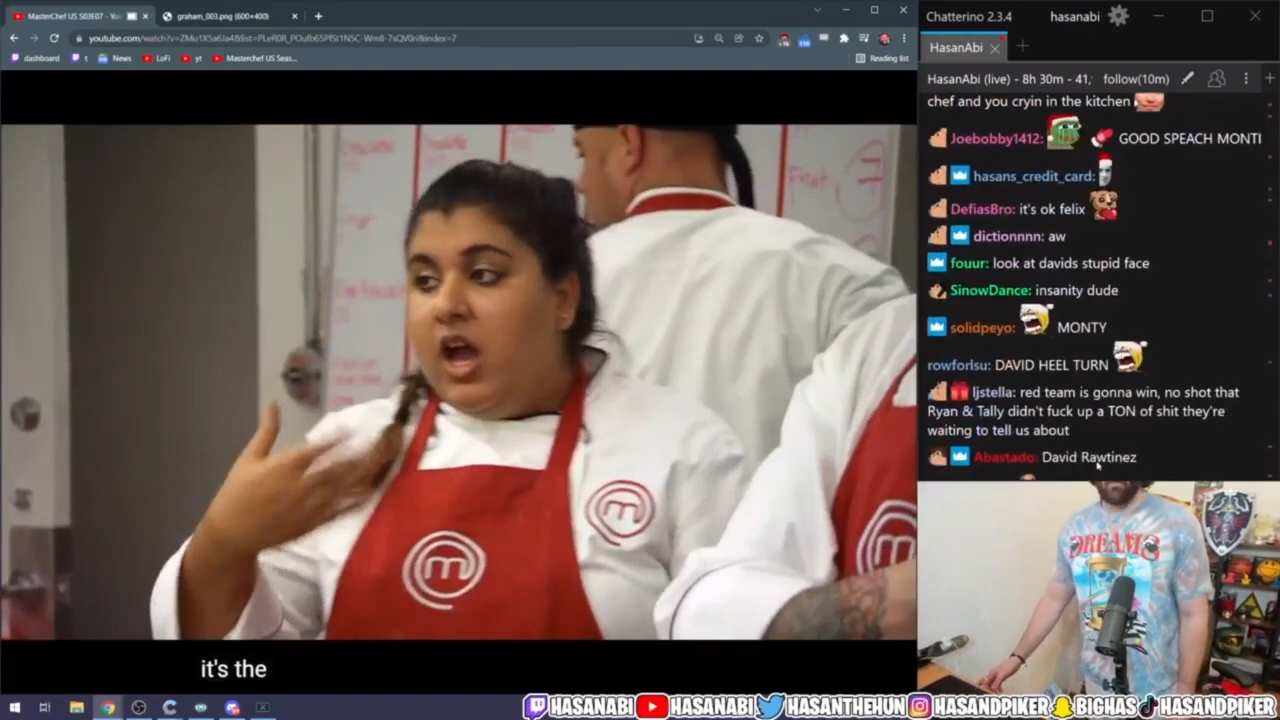 MasterChef US S03E07 - Yo
graham_003.png (600×400)
Chatterino 2.3.4
hasanabi
youtube.com/watch?v=ZMu1X5a6Ja4&list=PLeR0R_POufb65PfSt1N5C-Wm8-7sQV0ni&index=7
HasanAbi
dashboard
t
News
LoFi
yt
Masterchef US Seas...
Reading list
HasanAbi (live) - 8h 30m - 41,
follow(10m)
chef and you cryin in the kitchen
Joebobby1412: GOOD SPEACH MONTI
hasans_credit_card:
DefiasBro: it's ok felix
dictionnnn: aw
fouur: look at davids stupid face
SinowDance: insanity dude
solidpeyo: MONTY
rowforlsu: DAVID HEEL TURN
ljstella: red team is gonna win, no shot that
Ryan & Tally didn't fuck up a TON of shit they're
waiting to tell us about
Abastado: David Rawtinez
First
m
m
m
DREAMS
it's the
HASANABI HASANABI HASANTHEHUN HASANDPIKER BIGHAS HASANDPIKER